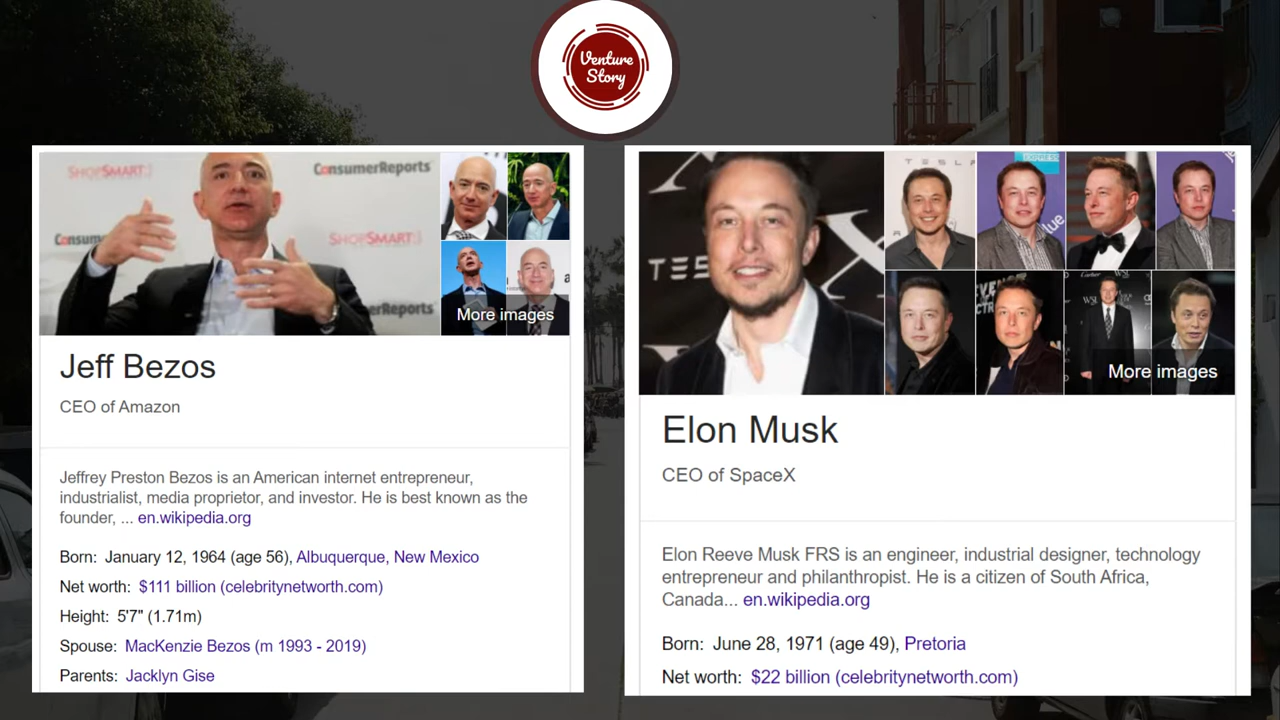 Venture
Story
SHOPSMART
ConsumerReports
SHOPSMART
Reports
More images
Jeff Bezos
CEO of Amazon
Jeffrey Preston Bezos is an American internet entrepreneur,
industrialist, media proprietor, and investor. He is best known as the
founder, ... en.wikipedia.org
Born: January 12, 1964 (age 56), Albuquerque, New Mexico
Net worth: $111 billion (celebritynetworth.com)
Height: 5'7" (1.71m)
Spouse: MacKenzie Bezos (m 1993 - 2019)
Parents: Jacklyn Gise
TESLA
EXPRESS
More images
Elon Musk
CEO of SpaceX
Elon Reeve Musk FRS is an engineer, industrial designer, technology
entrepreneur and philanthropist. He is a citizen of South Africa,
Canada... en.wikipedia.org
Born: June 28, 1971 (age 49), Pretoria
Net worth: $22 billion (celebritynetworth.com)